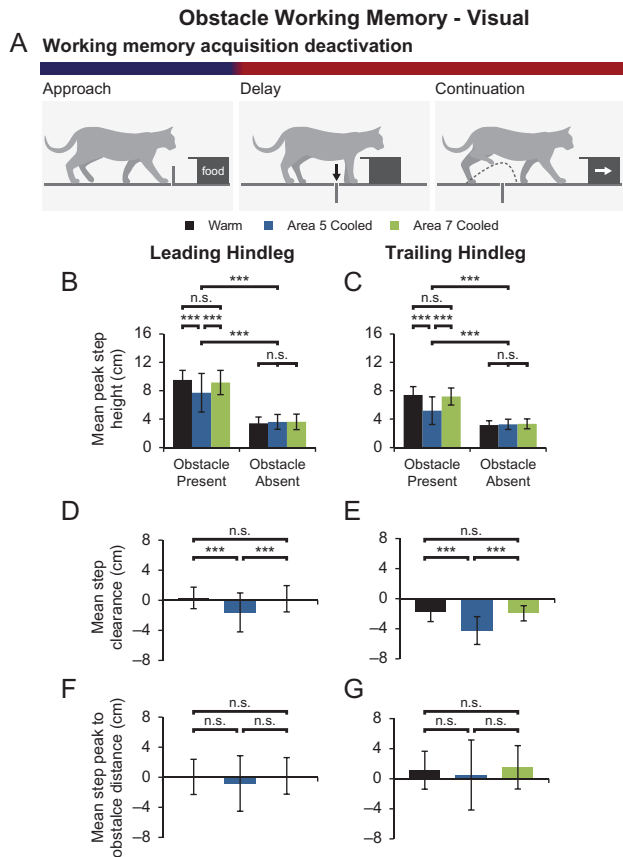 Obstacle Working Memory - Visual
A Working memory acquisition deactivation
Approach Delay Continuation
food
Warm Area 5 Cooled Area 7 Cooled
Leading Hindleg Trailing Hindleg
B
***
n.s.
*** ***
***
n.s.
16
12
8
4
0
Mean peak step
height (cm)
Obstacle
Present
Obstacle
Absent
C
***
n.s.
*** ***
***
n.s.
16
12
8
4
0
Obstacle
Present
Obstacle
Absent
D
n.s.
*** ***
8
4
0
–4
–8
Mean step
clearance (cm)
E
n.s.
*** ***
8
4
0
–4
–8
F
n.s.
n.s. n.s.
8
4
0
–4
–8
Mean step peak to
obstalce distance (cm)
G
n.s.
n.s. n.s.
8
4
0
–4
–8